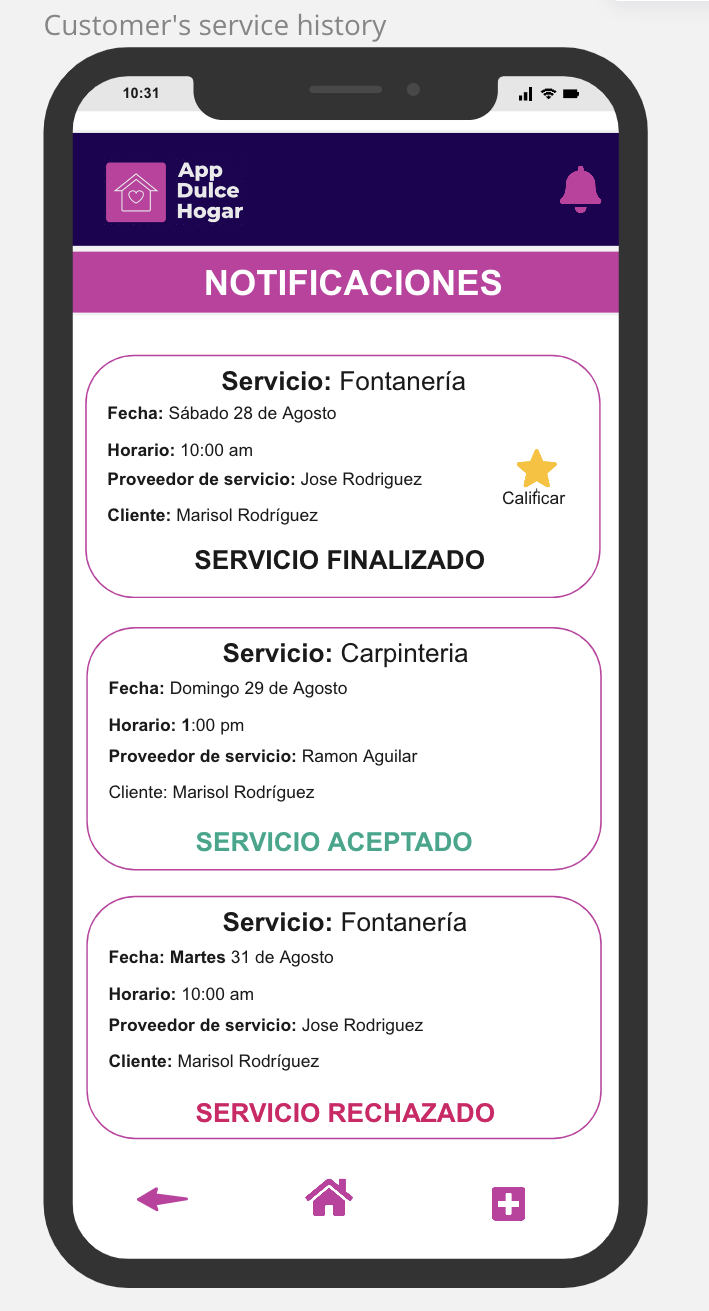 Customer's service history
10:31
App
Dulce
Hogar
NOTIFICACIONES
Servicio: Fontanería
Fecha: Sábado 28 de Agosto
Horario: 10:00 am
Proveedor de servicio: Jose Rodriguez
Calificar
Cliente: Marisol Rodríguez
SERVICIO FINALIZADO
Servicio: Carpinteria
Fecha: Domingo 29 de Agosto
Horario: 1:00 pm
Proveedor de servicio: Ramon Aguilar
Cliente: Marisol Rodríguez
SERVICIO ACEPTADO
Servicio: Fontanería
Fecha: Martes 31 de Agosto
Horario: 10:00 am
Proveedor de servicio: Jose Rodriguez
Cliente: Marisol Rodríguez
SERVICIO RECHAZADO